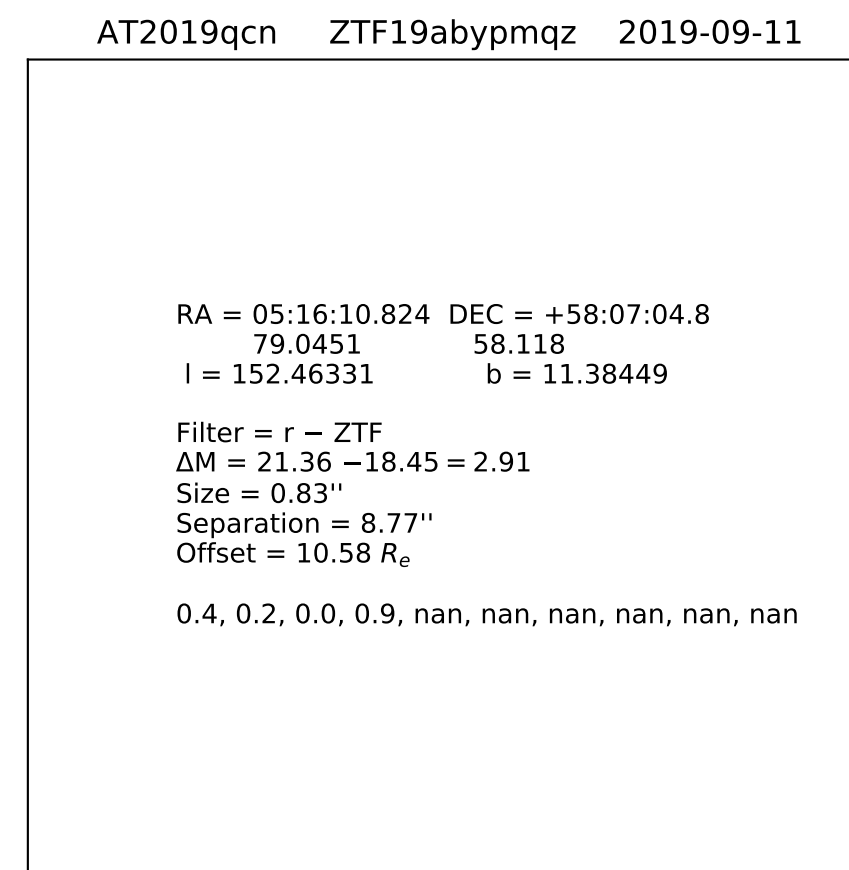 AT2019qcn ZTF19abypmqz 2019-09-11
RA = 05:16:10.824 DEC = +58:07:04.8
79.0451 58.118
l = 152.46331 b = 11.38449
Filter = r − ZTF
ΔM = 21.36 −18.45 = 2.91
Size = 0.83''
Separation = 8.77''
Offset = 10.58 Re
0.4, 0.2, 0.0, 0.9, nan, nan, nan, nan, nan, nan